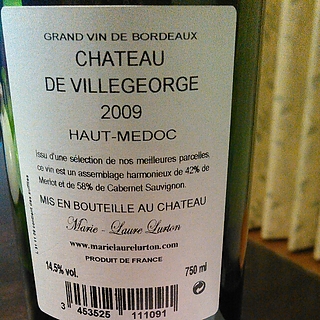 GRAND VIN DE BORDEAUX
CHATEAU
DE VILLEGEORGE
2009
HAUT-MEDOC
Issu d'une sélection de nos meilleures parcelles,
ce vin est un assemblage harmonieux de 42% de
Merlot et de 58% de Cabernet Sauvignon.
MIS EN BOUTEILLE AU CHATEAU
Marie - Laure Lurton
www.marielaurelurton.com
PRODUIT DE FRANCE
14,5% vol.
750 ml
3 453525 111091